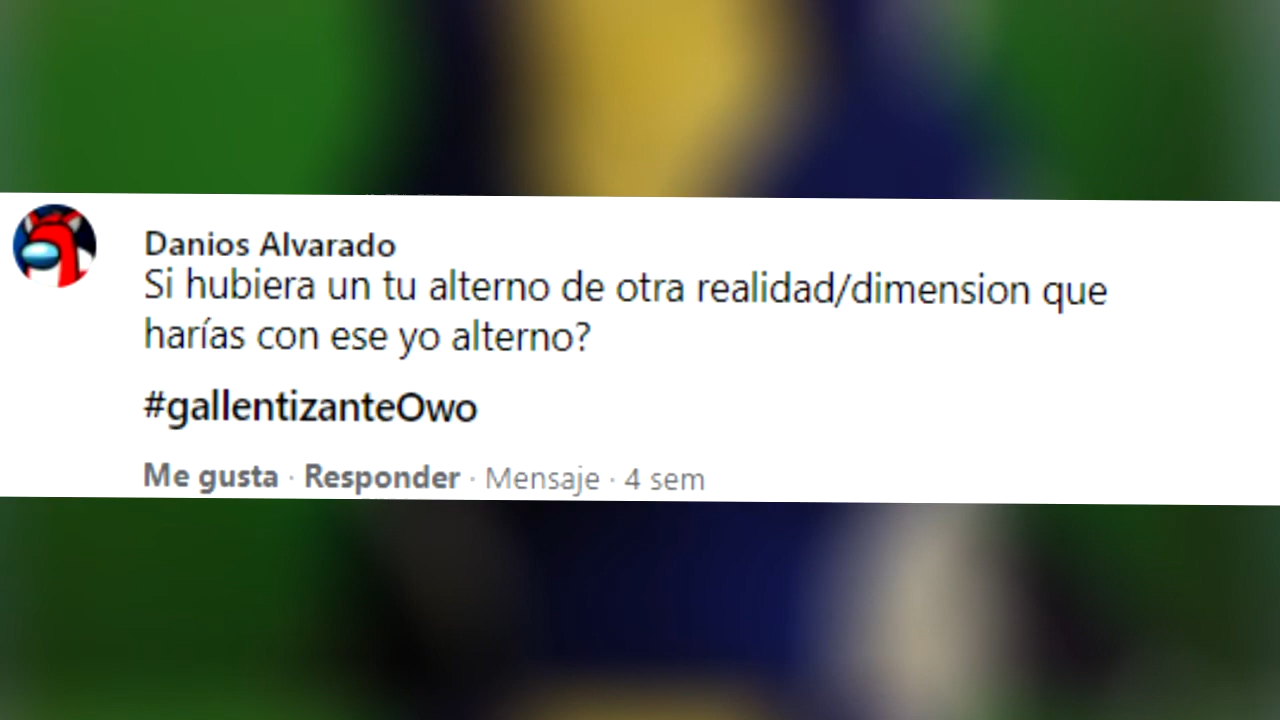 Danios Alvarado
Si hubiera un tu alterno de otra realidad/dimension que
harías con ese yo alterno?
#gallentizanteOwo
Me gusta · Responder · Mensaje · 4 sem